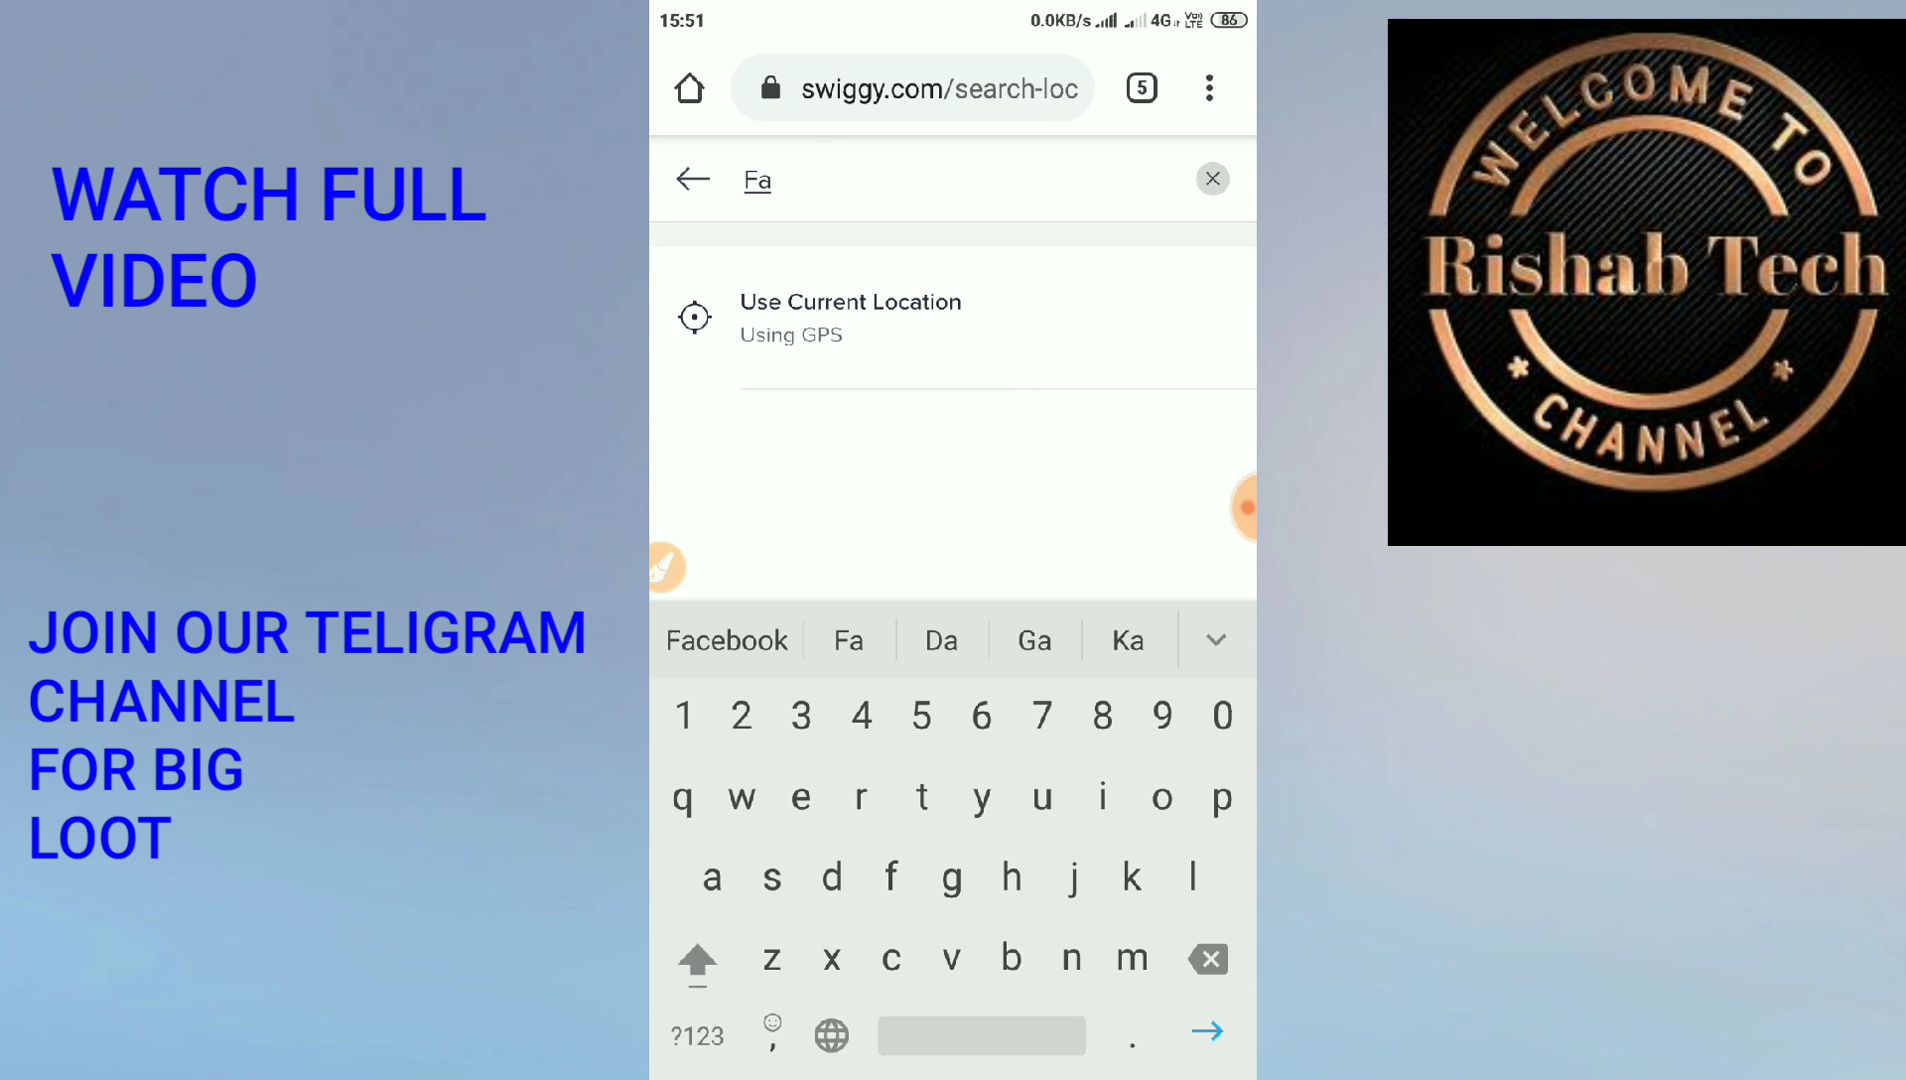 WATCH FULL
VIDEO
JOIN OUR TELIGRAM
CHANNEL
FOR BIG
LOOT
15:51
0.0KB/s 4G Vo) LTE 86
swiggy.com/search-loc
5
Fa
Use Current Location
Using GPS
Facebook Fa Da Ga Ka
1 2 3 4 5 6 7 8 9 0
q w e r t y u i o p
a s d f g h j k l
z x c v b n m
?123 , .
WELCOME TO
Rishab Tech
* CHANNEL *